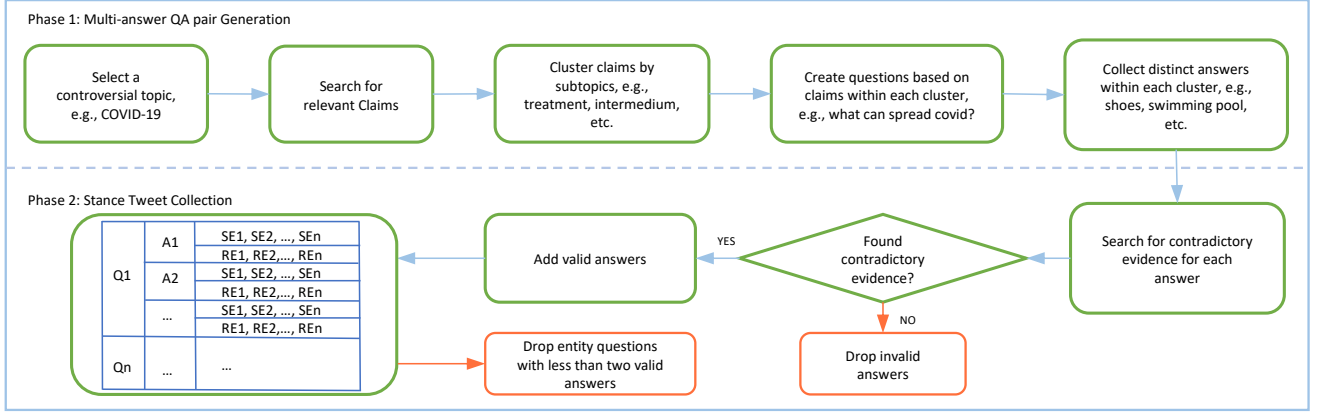 Phase 1: Multi-answer QA pair Generation
Select a
controversial topic,
e.g., COVID-19
Search for
relevant Claims
Cluster claims by
subtopics, e.g.,
treatment, intermedium,
etc.
Create questions based on
claims within each cluster,
e.g., what can spread covid?
Collect distinct answers
within each cluster, e.g.,
shoes, swimming pool,
etc.
Phase 2: Stance Tweet Collection
Q1
A1
SE1, SE2, ..., SEn
RE1, RE2,..., REn
A2
SE1, SE2, ..., SEn
RE1, RE2,..., REn
...
SE1, SE2, ..., SEn
RE1, RE2,..., REn
Qn
...
...
Add valid answers
YES
Found
contradictory
evidence?
Search for contradictory
evidence for each
answer
NO
Drop entity questions
with less than two valid
answers
Drop invalid
answers